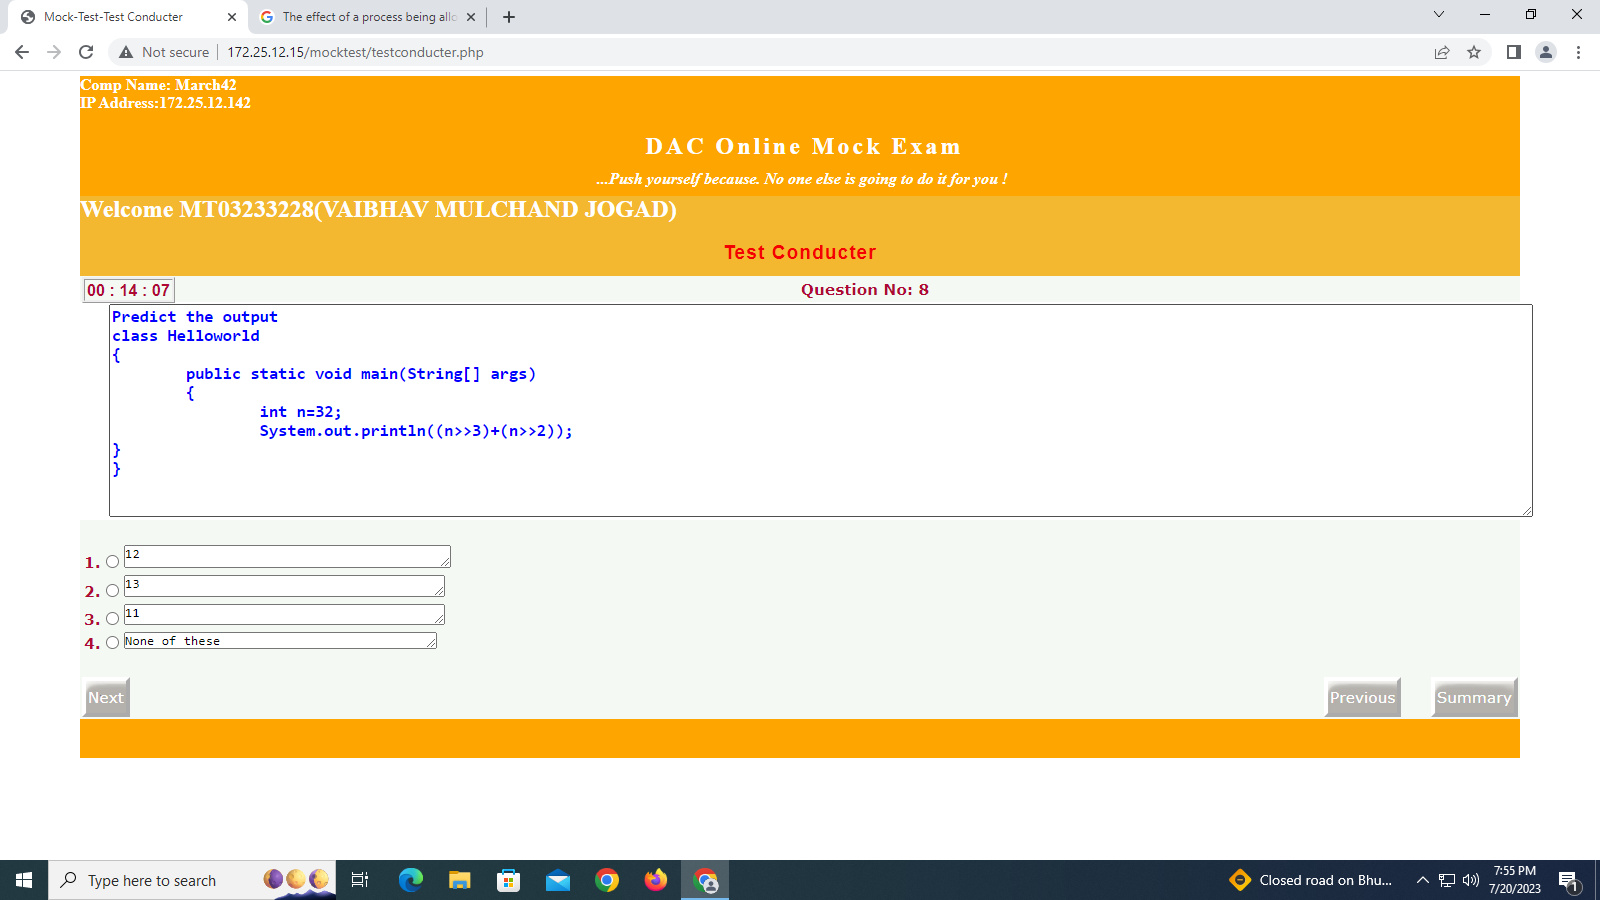 Mock-Test-Test Conducter
The effect of a process being allo
Not secure
172.25.12.15/mocktest/testconducter.php
Comp Name: March42
IP Address:172.25.12.142
DAC Online Mock Exam
...Push yourself because. No one else is going to do it for you !
Welcome MT03233228(VAIBHAV MULCHAND JOGAD)
Test Conducter
00 : 14 : 07
Question No: 8
Predict the output
class Helloworld
{
public static void main(String[] args)
{
int n=32;
System.out.println((n>>3)+(n>>2));
}
}
1. 12
2. 13
3. 11
4. None of these
Next
Previous
Summary
Type here to search
Closed road on Bhu...
7:55 PM
7/20/2023
1